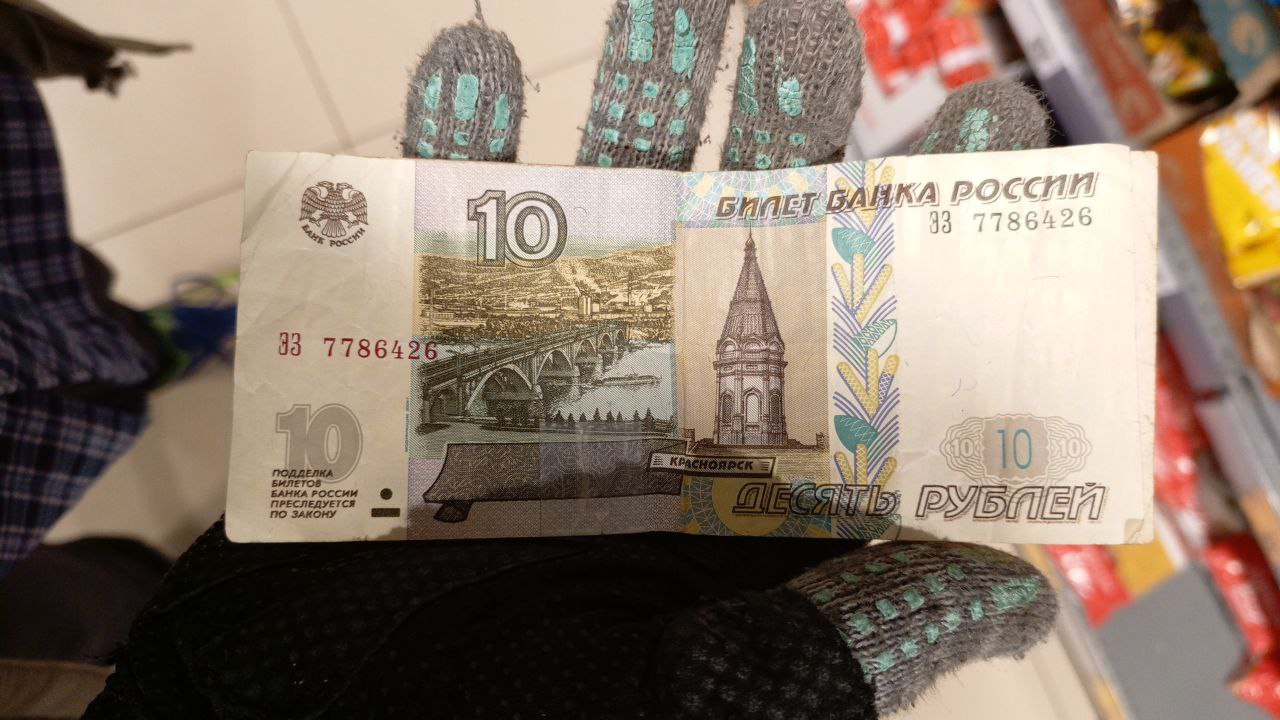 БАНК РОССИИ
10
БИЛЕТ БАНКА РОССИИ
ЭЗ 7786426
ЭЗ 7786426
10
ПОДДЕЛКА
БИЛЕТОВ
БАНКА РОССИИ
ПРЕСЛЕДУЕТСЯ
ПО ЗАКОНУ
КРАСНОЯРСК
10 10 10
ДЕСЯТЬ РУБЛЕЙ